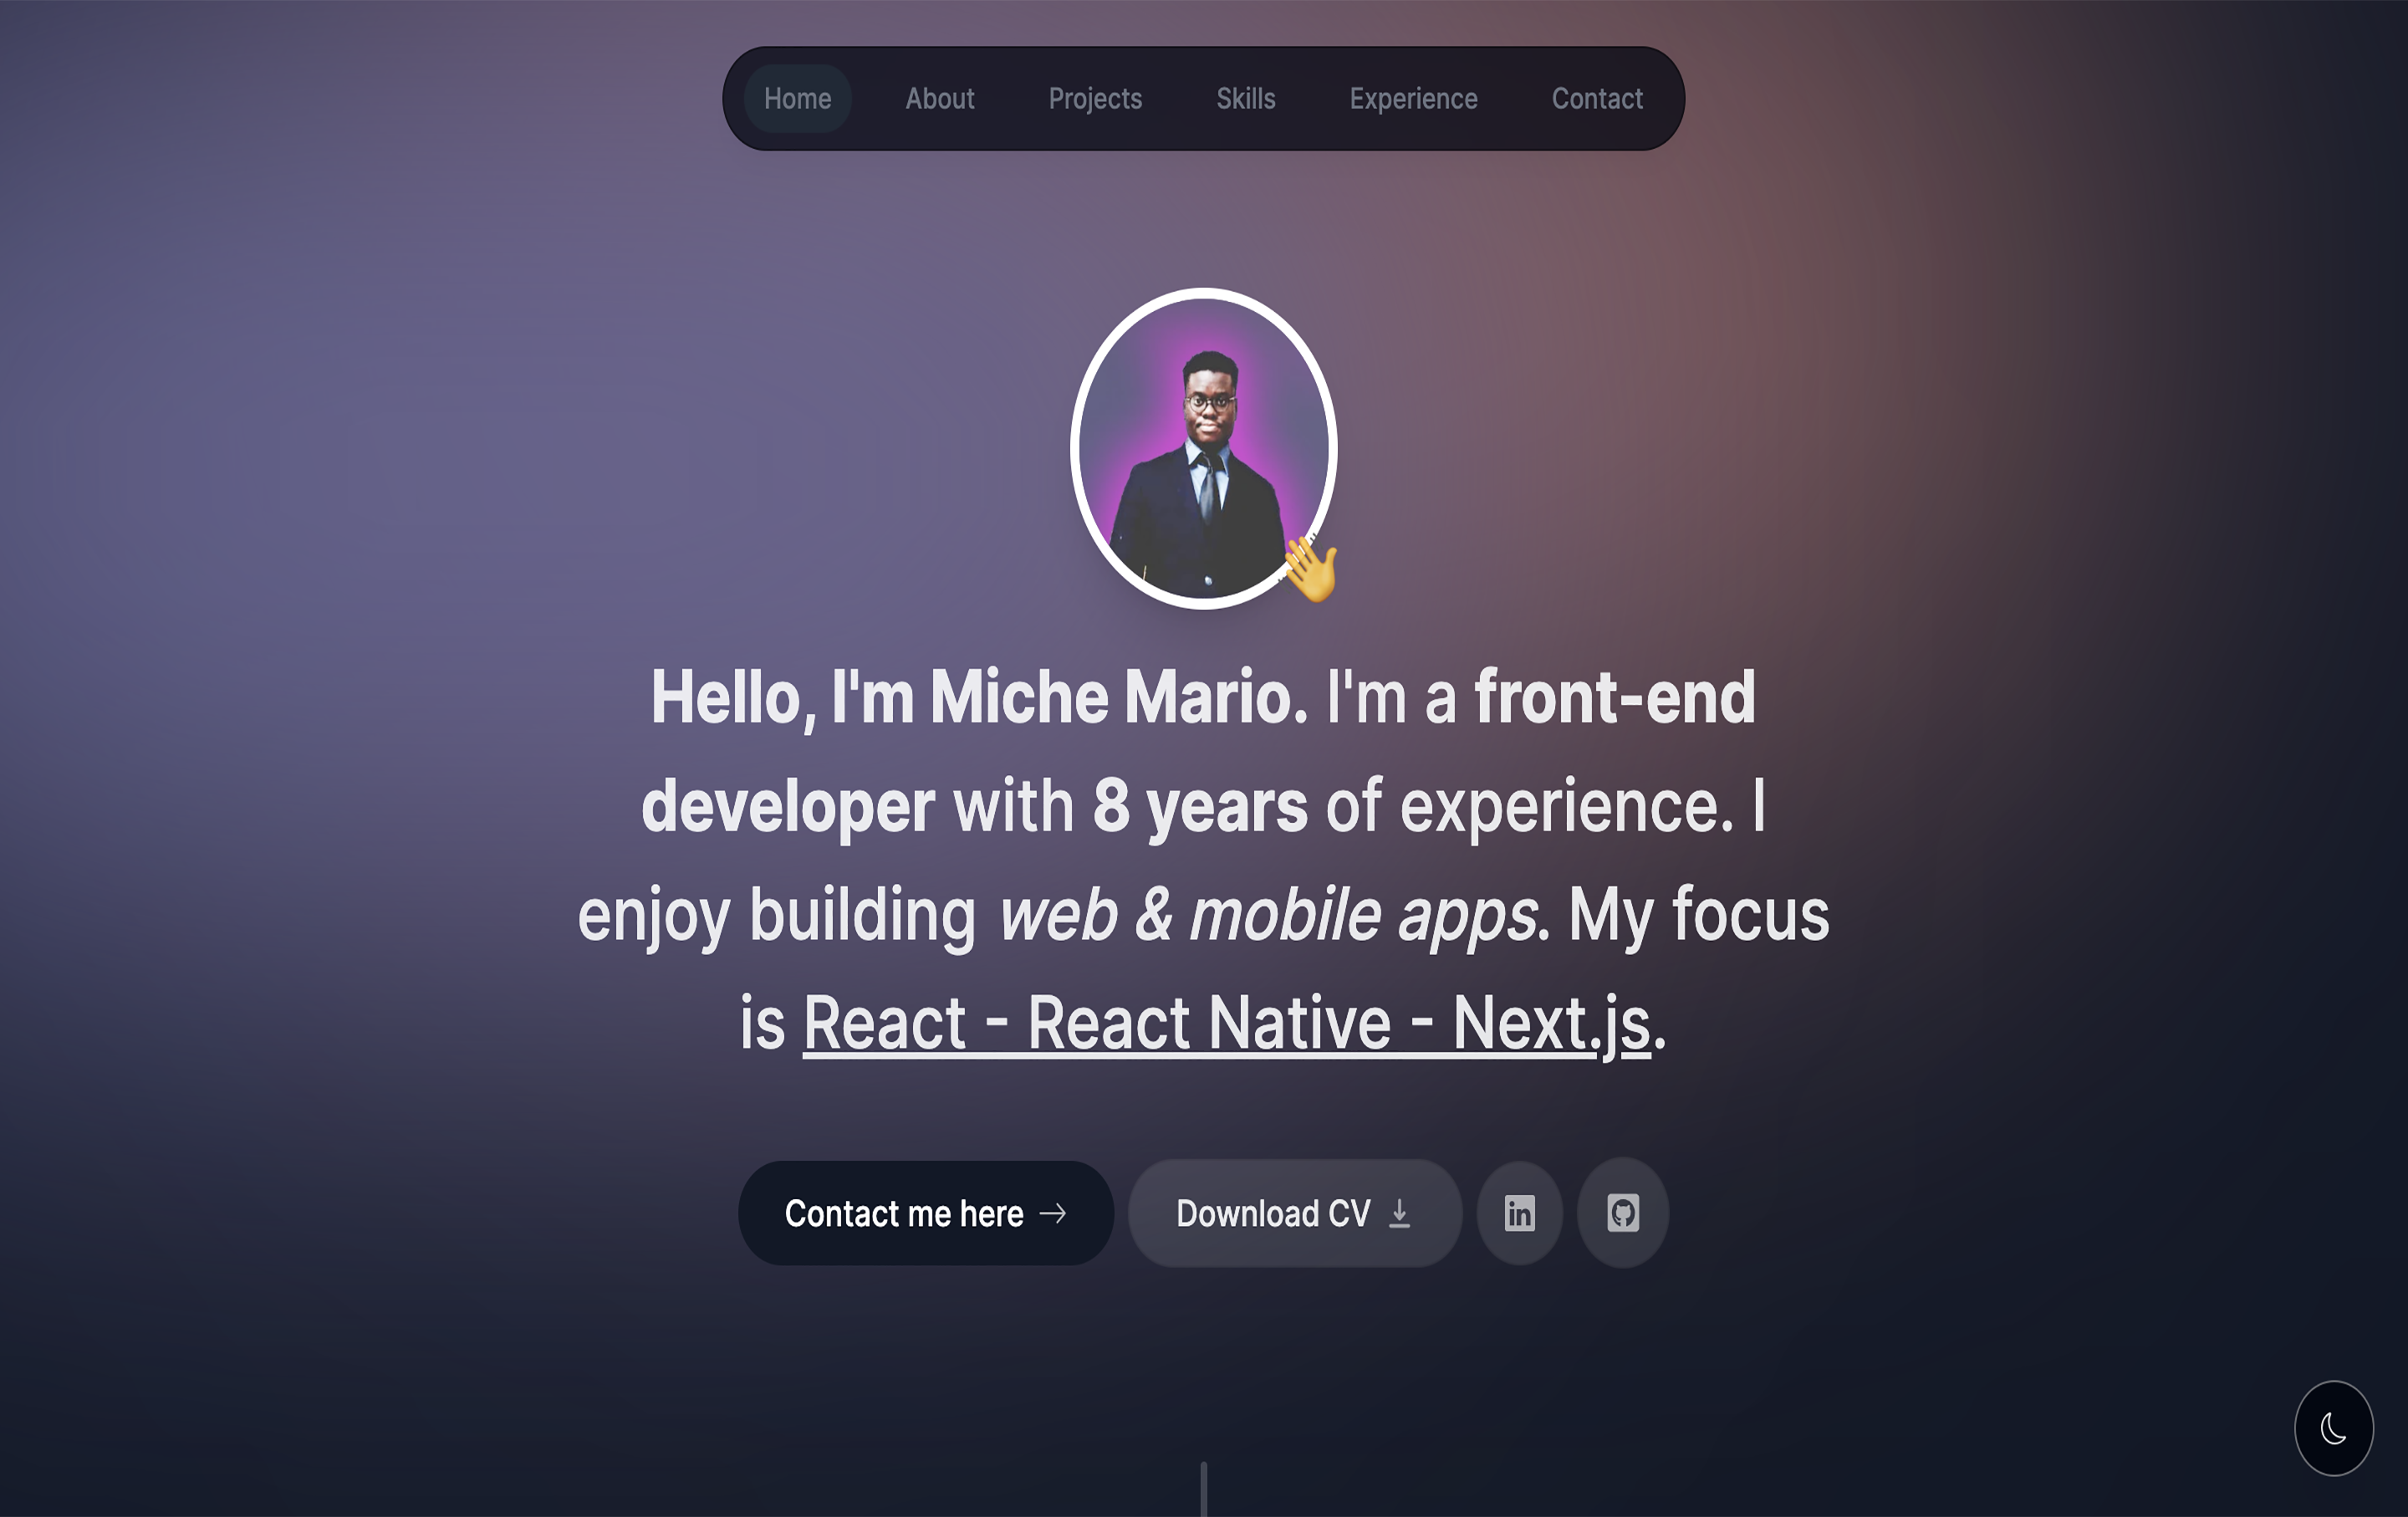 Home About Projects Skills Experience Contact
Hello, I'm Miche Mario. I'm a front-end
developer with 8 years of experience. I
enjoy building web & mobile apps. My focus
is React - React Native - Next.js.
Contact me here Download CV in